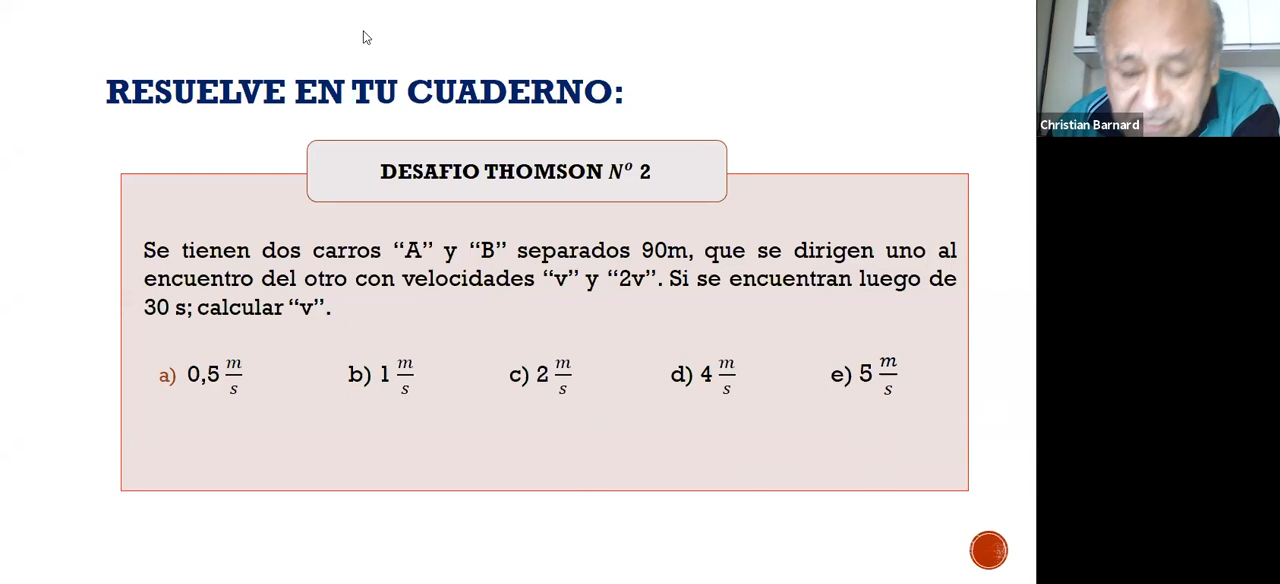 RESUELVE EN TU CUADERNO:
DESAFIO THOMSON N° 2
Se tienen dos carros “A” y “B” separados 90m, que se dirigen uno al
encuentro del otro con velocidades “v” y “2v”. Si se encuentran luego de
30 s; calcular “v”.
a) 0,5 m/s b) 1 m/s c) 2 m/s d) 4 m/s e) 5 m/s
Christian Barnard